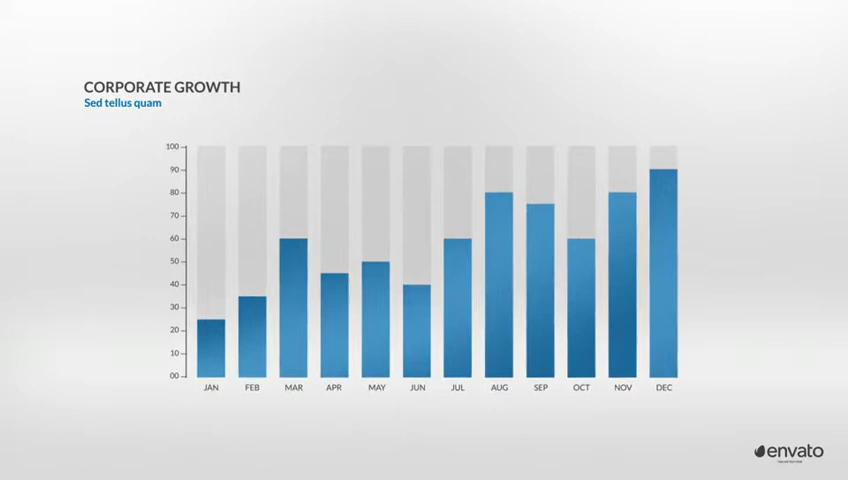 CORPORATE GROWTH
Sed tellus quam
100
90
80
70
60
50
40
30
20
10
00
JAN FEB MAR APR MAY JUN JUL AUG SEP OCT NOV DEC
envato